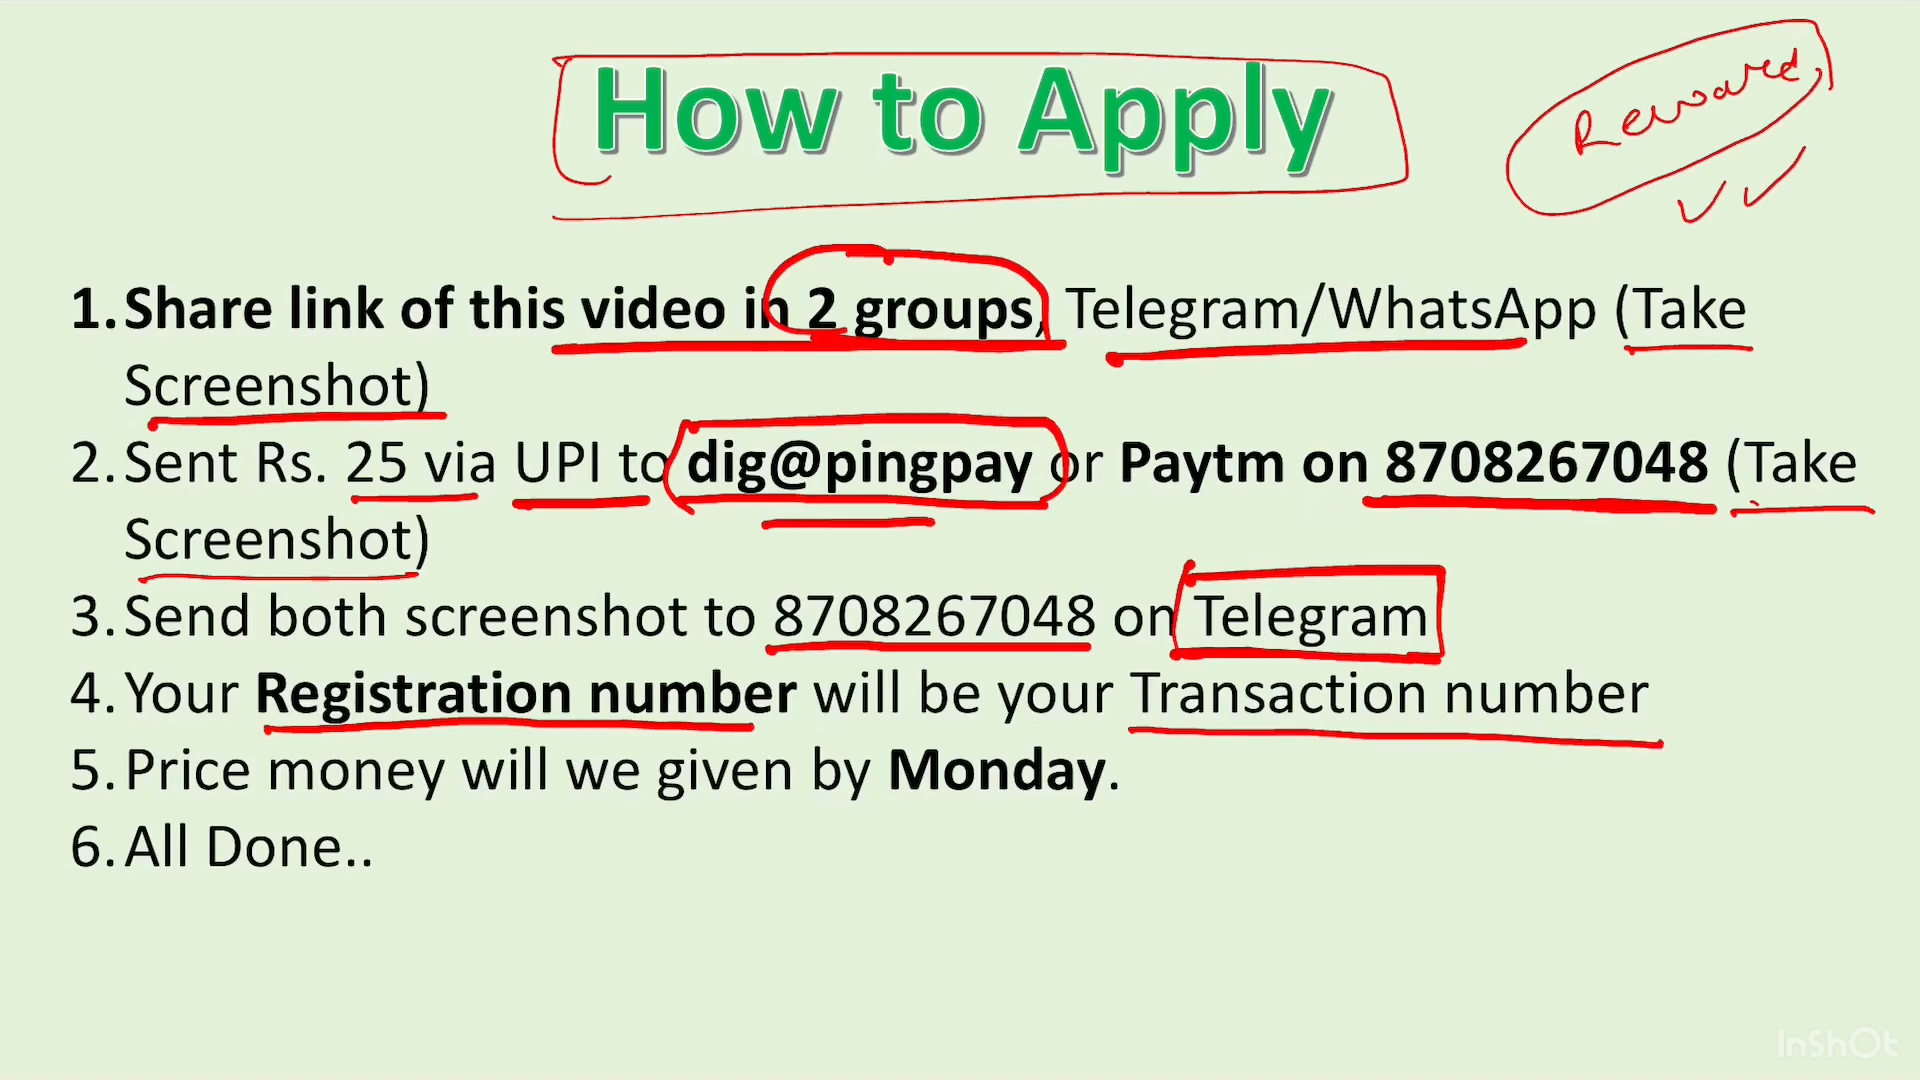 How to Apply
Reward
1. Share link of this video in 2 groups, Telegram/WhatsApp (Take
Screenshot)
2. Sent Rs. 25 via UPI to dig@pingpay or Paytm on 8708267048 (Take
Screenshot)
3. Send both screenshot to 8708267048 on Telegram
4. Your Registration number will be your Transaction number
5. Price money will we given by Monday.
6. All Done..
InShOt